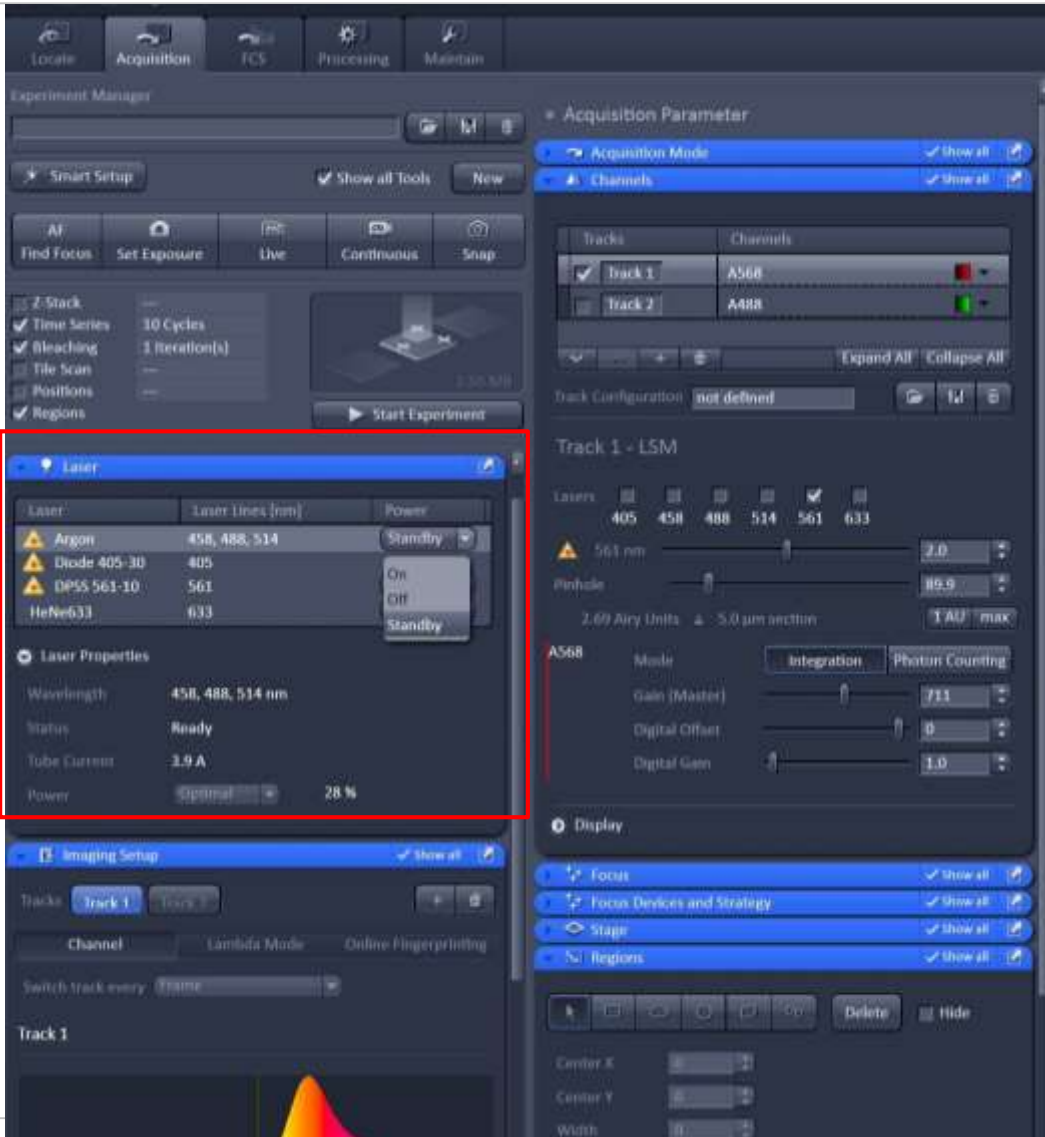 Locate Acquisition FCS Processing Maintain
Experiment Manager
Smart Setup Show all Tools New
AF
Find Focus Set Exposure Live Continuous Snap
Z-Stack ---
Time Series 10 Cycles
Bleaching 1 Iteration(s)
Tile Scan ---
Positions ---
Regions
Start Experiment
Laser
Laser Laser Lines [nm] Power
Argon 458, 488, 514 Standby
Diode 405-30 405
DPSS 561-10 561
HeNe633 633
On
Off
Standby
Laser Properties
Wavelength 458, 488, 514 nm
Status Ready
Tube Current 3.9 A
Power Optimal 28 %
Imaging Setup Show all
Tracks Track 1 Track 2
Channel Lambda Mode Online Fingerprinting
Switch track every Frame
Track 1
Acquisition Parameter
Acquisition Mode Show all
Channels Show all
Tracks Channels
Track 1 A568
Track 2 A488
Expand All Collapse All
Track Configuration not defined
Track 1 - LSM
Lasers
405 458 488 514 561 633
561 nm 2.0
Pinhole 89.9
2.69 Airy Units 5.0 µm section 1 AU max
A568 Mode Integration Photon Counting
Gain (Master) 711
Digital Offset 0
Digital Gain 1.0
Display
Focus Show all
Focus Devices and Strategy Show all
Stage Show all
Regions Show all
Delete Hide
Center X
Center Y
Width